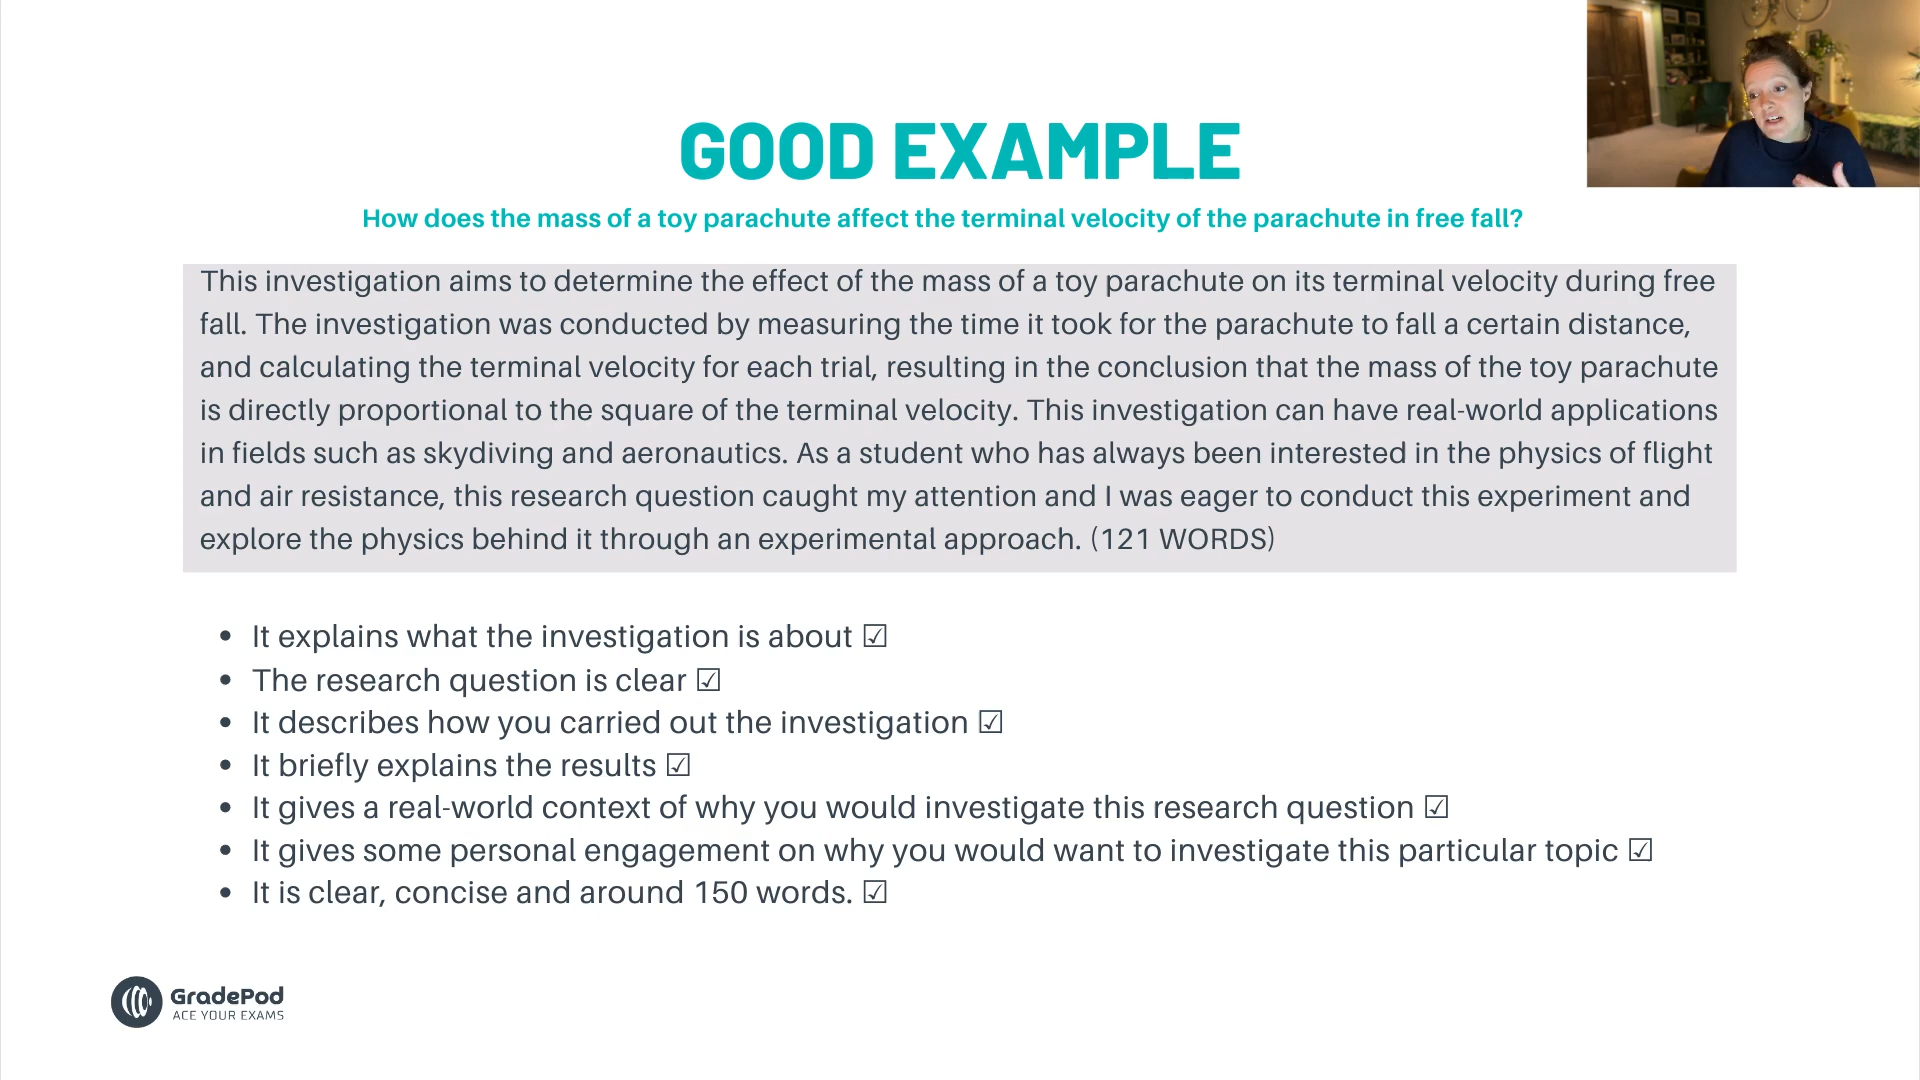 GOOD EXAMPLE
How does the mass of a toy parachute affect the terminal velocity of the parachute in free fall?
This investigation aims to determine the effect of the mass of a toy parachute on its terminal velocity during free
fall. The investigation was conducted by measuring the time it took for the parachute to fall a certain distance,
and calculating the terminal velocity for each trial, resulting in the conclusion that the mass of the toy parachute
is directly proportional to the square of the terminal velocity. This investigation can have real-world applications
in fields such as skydiving and aeronautics. As a student who has always been interested in the physics of flight
and air resistance, this research question caught my attention and I was eager to conduct this experiment and
explore the physics behind it through an experimental approach. (121 WORDS)
• It explains what the investigation is about ☑
• The research question is clear ☑
• It describes how you carried out the investigation ☑
• It briefly explains the results ☑
• It gives a real-world context of why you would investigate this research question ☑
• It gives some personal engagement on why you would want to investigate this particular topic ☑
• It is clear, concise and around 150 words. ☑
GradePod
ACE YOUR EXAMS